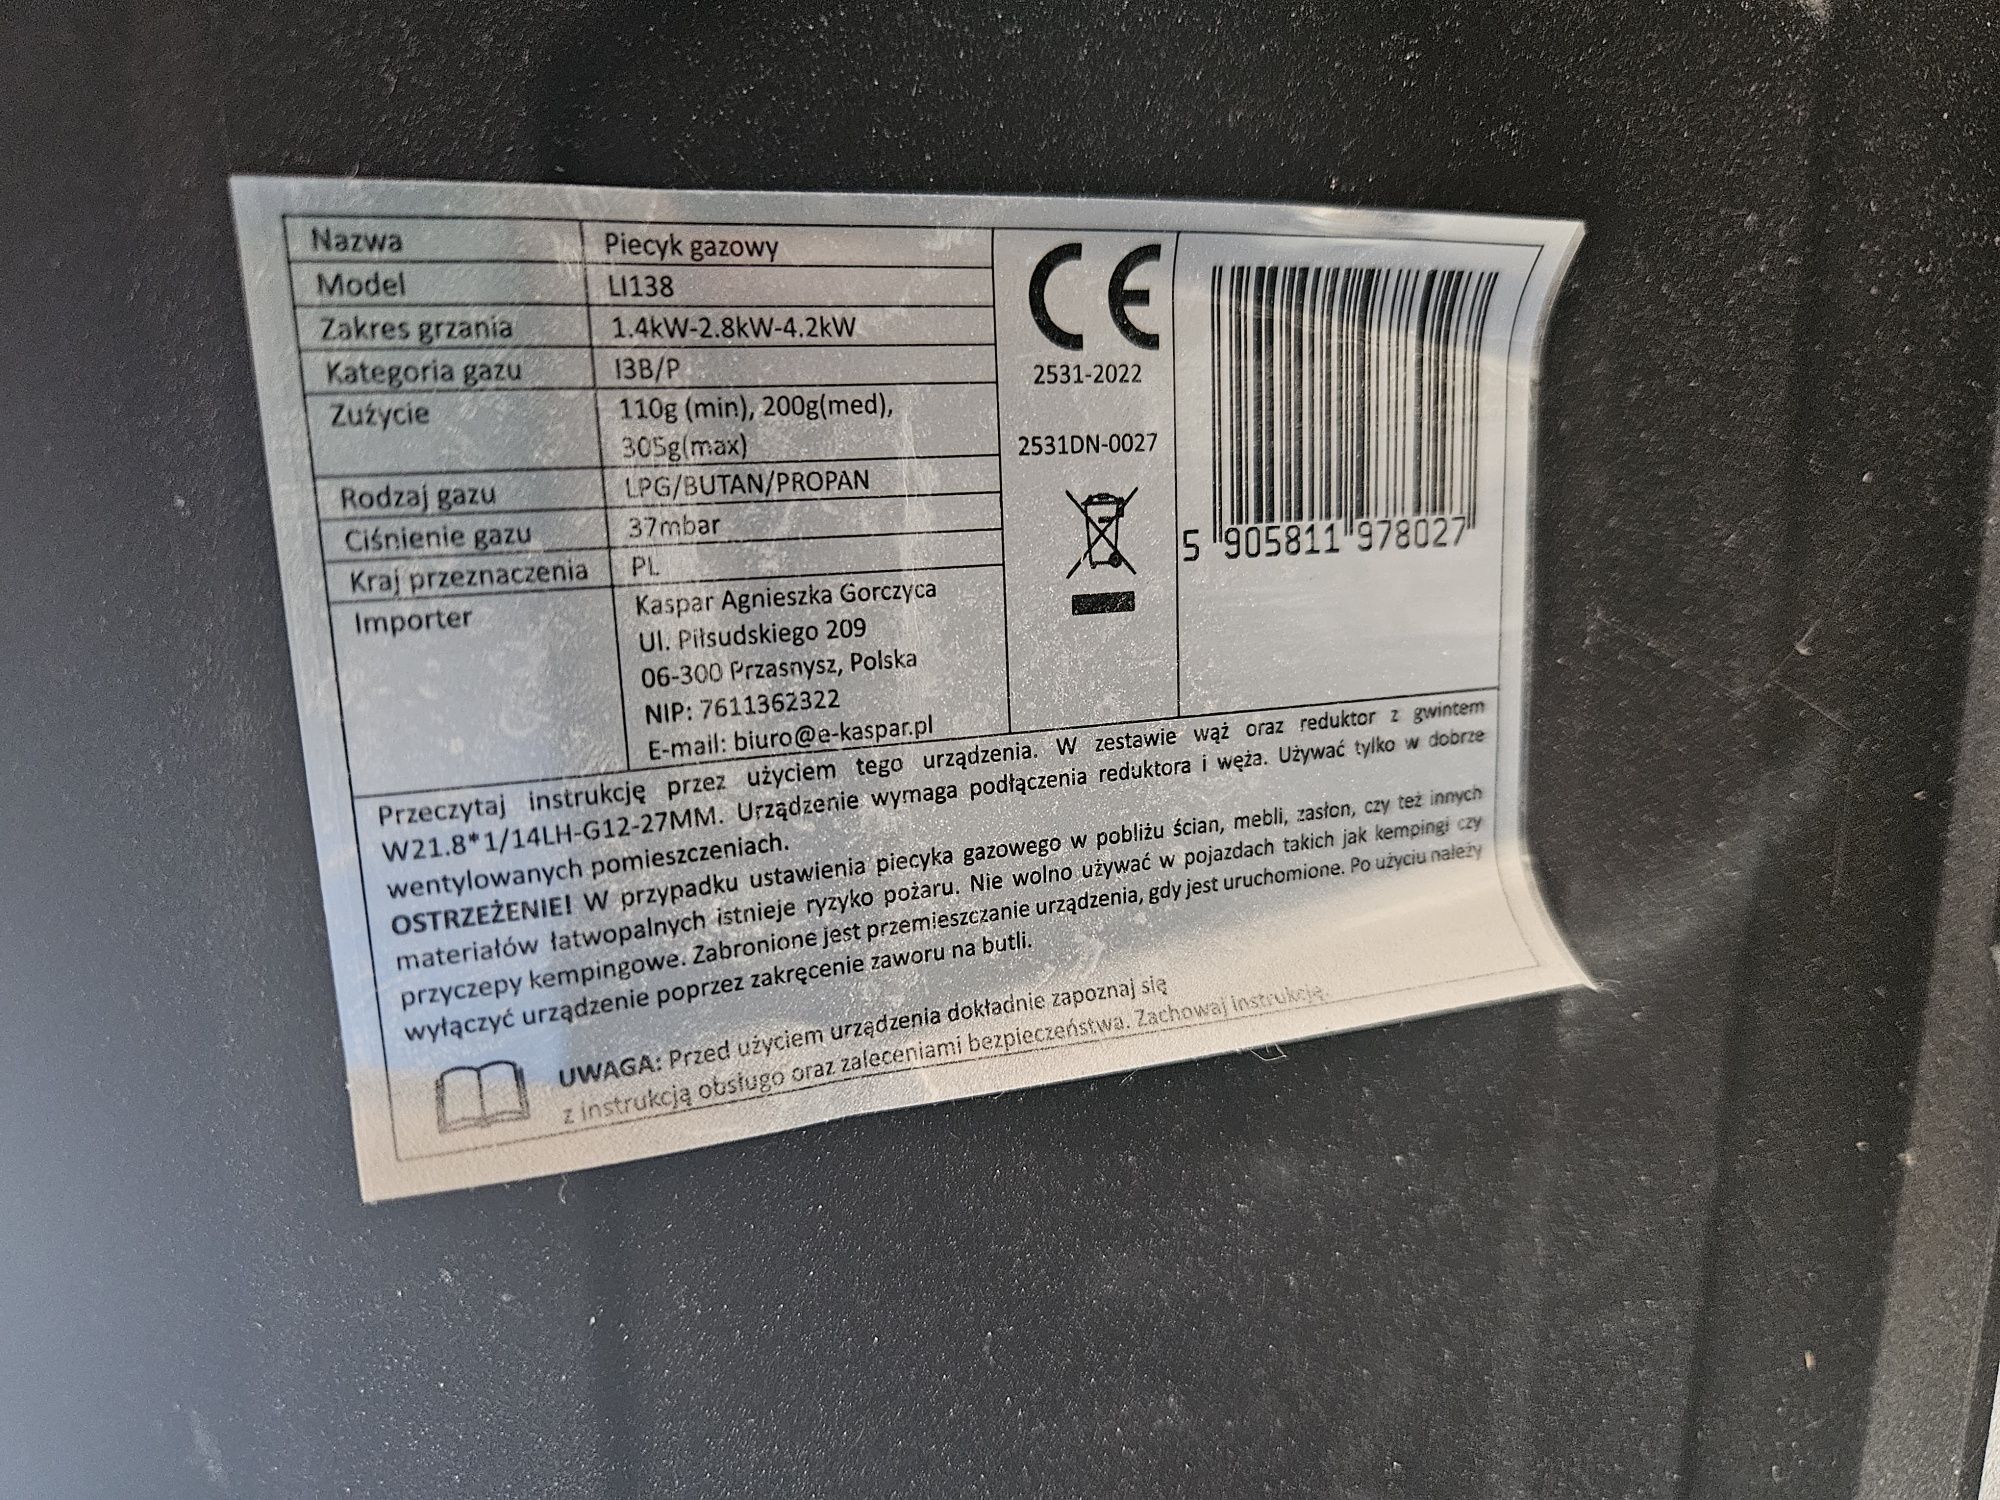 Nazwa Piecyk gazowy
Model LI138
Zakres grzania 1.4kW-2.8kW-4.2kW
Kategoria gazu I3B/P
Zużycie 110g (min), 200g(med),
305g(max)
Rodzaj gazu LPG/BUTAN/PROPAN
Ciśnienie gazu 37mbar
Kraj przeznaczenia PL
Importer Kaspar Agnieszka Gorczyca
Ul. Piłsudskiego 209
06-300 Przasnysz, Polska
NIP: 7611362322
E-mail: biuro@e-kaspar.pl
CE
2531-2022
2531DN-0027
5 905811 978027
Przeczytaj instrukcję przez użyciem tego urządzenia. W zestawie wąż oraz reduktor z gwintem
W21.8*1/14LH-G12-27MM. Urządzenie wymaga podłączenia reduktora i węża. Używać tylko w dobrze
wentylowanych pomieszczeniach.
OSTRZEŻENIE! W przypadku ustawienia piecyka gazowego w pobliżu ścian, mebli, zasłon, czy też innych
materiałów łatwopalnych istnieje ryzyko pożaru. Nie wolno używać w pojazdach takich jak kempingi czy
przyczepy kempingowe. Zabronione jest przemieszczanie urządzenia, gdy jest uruchomione. Po użyciu należy
wyłączyć urządzenie poprzez zakręcenie zaworu na butli.
UWAGA: Przed użyciem urządzenia dokładnie zapoznaj się
z instrukcją obsługo oraz zaleceniami bezpieczeństwa. Zachowaj instrukcję.